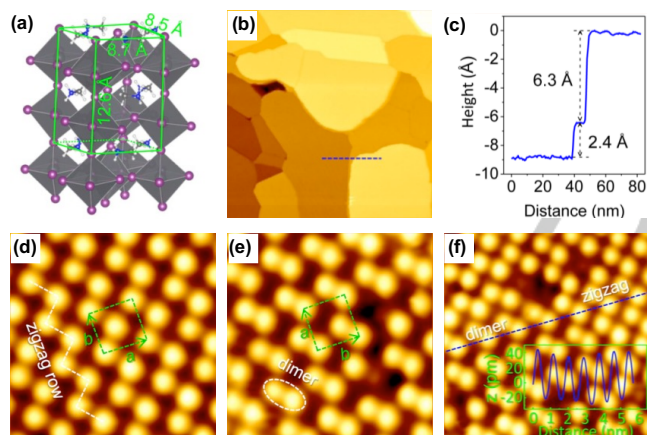 (a)
8.5 Å
8.7 Å
12.6 Å
(b)
(c)
Height (Å)
0
-2
-4
-6
-8
-10
6.3 Å
2.4 Å
0 20 40 60 80
Distance (nm)
(d)
zigzag row
b
a
(e)
a
b
dimer
(f)
zigzag
dimer
z (pm)
40
20
0
-20
0 1 2 3 4 5 6
Distance (nm)